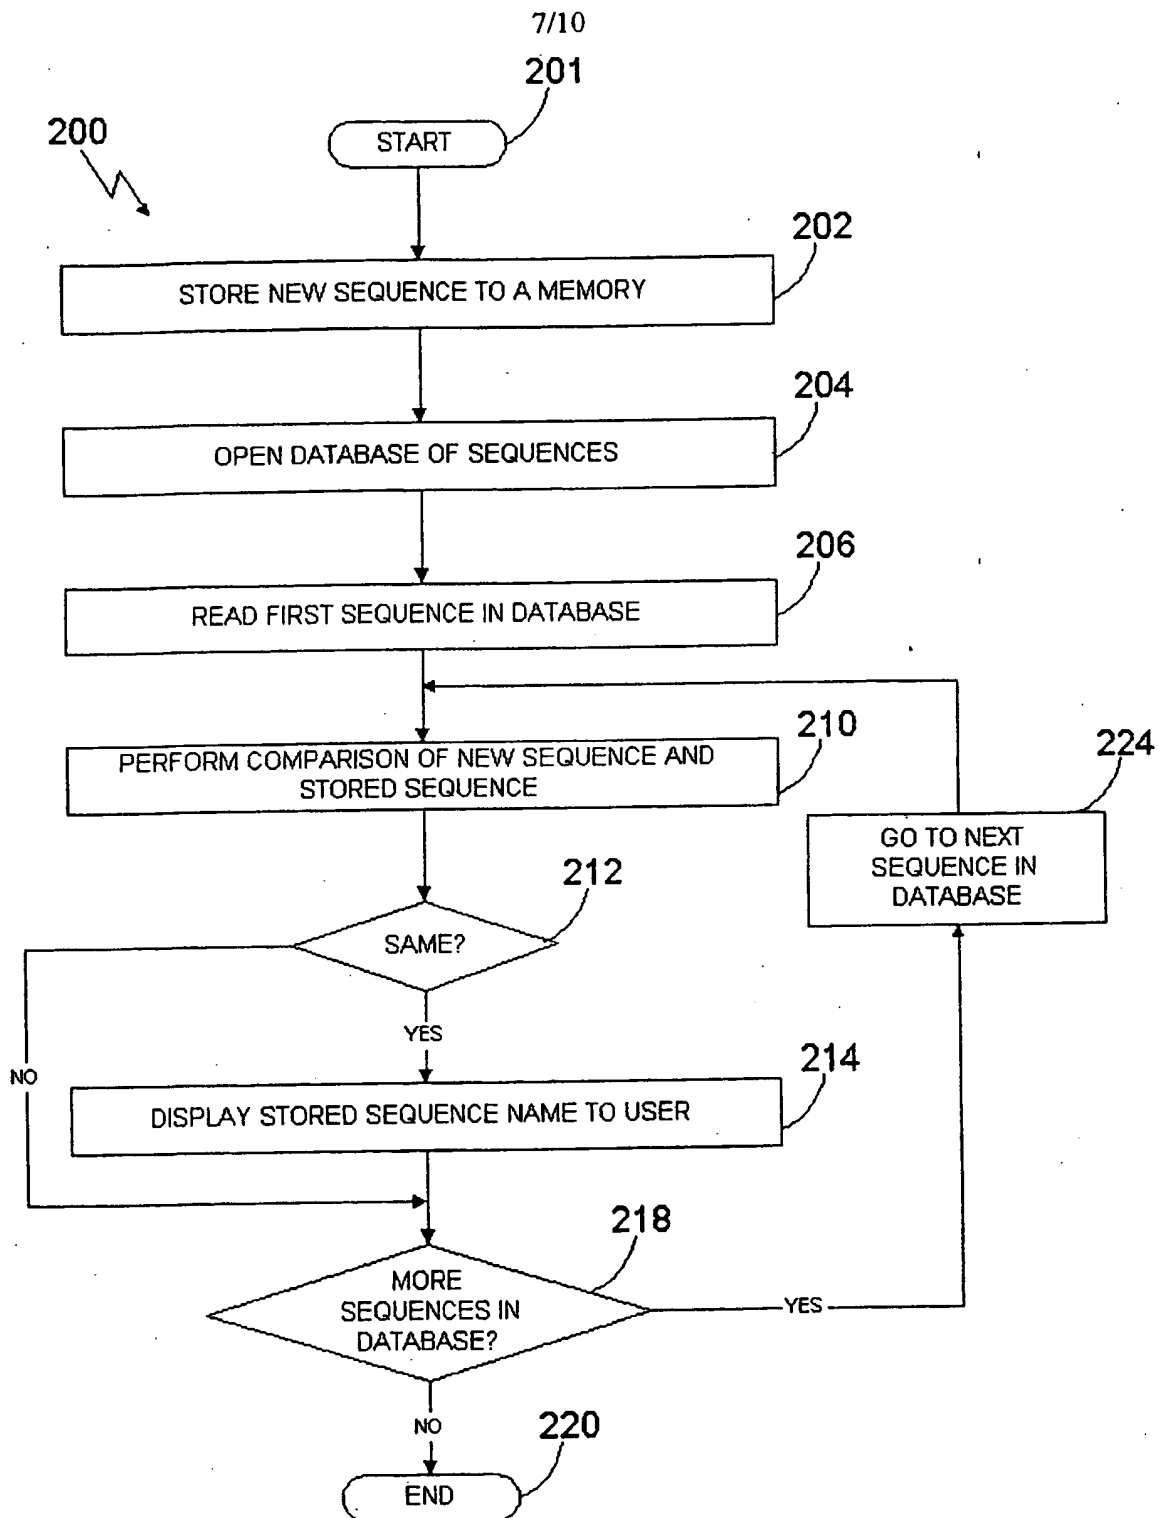 7/10
201
200
START
202
STORE NEW SEQUENCE TO A MEMORY
204
OPEN DATABASE OF SEQUENCES
206
READ FIRST SEQUENCE IN DATABASE
210
PERFORM COMPARISON OF NEW SEQUENCE AND
STORED SEQUENCE
224
GO TO NEXT
SEQUENCE IN
DATABASE
212
SAME?
YES
NO
214
DISPLAY STORED SEQUENCE NAME TO USER
218
MORE
SEQUENCES IN
DATABASE?
YES
NO
220
END